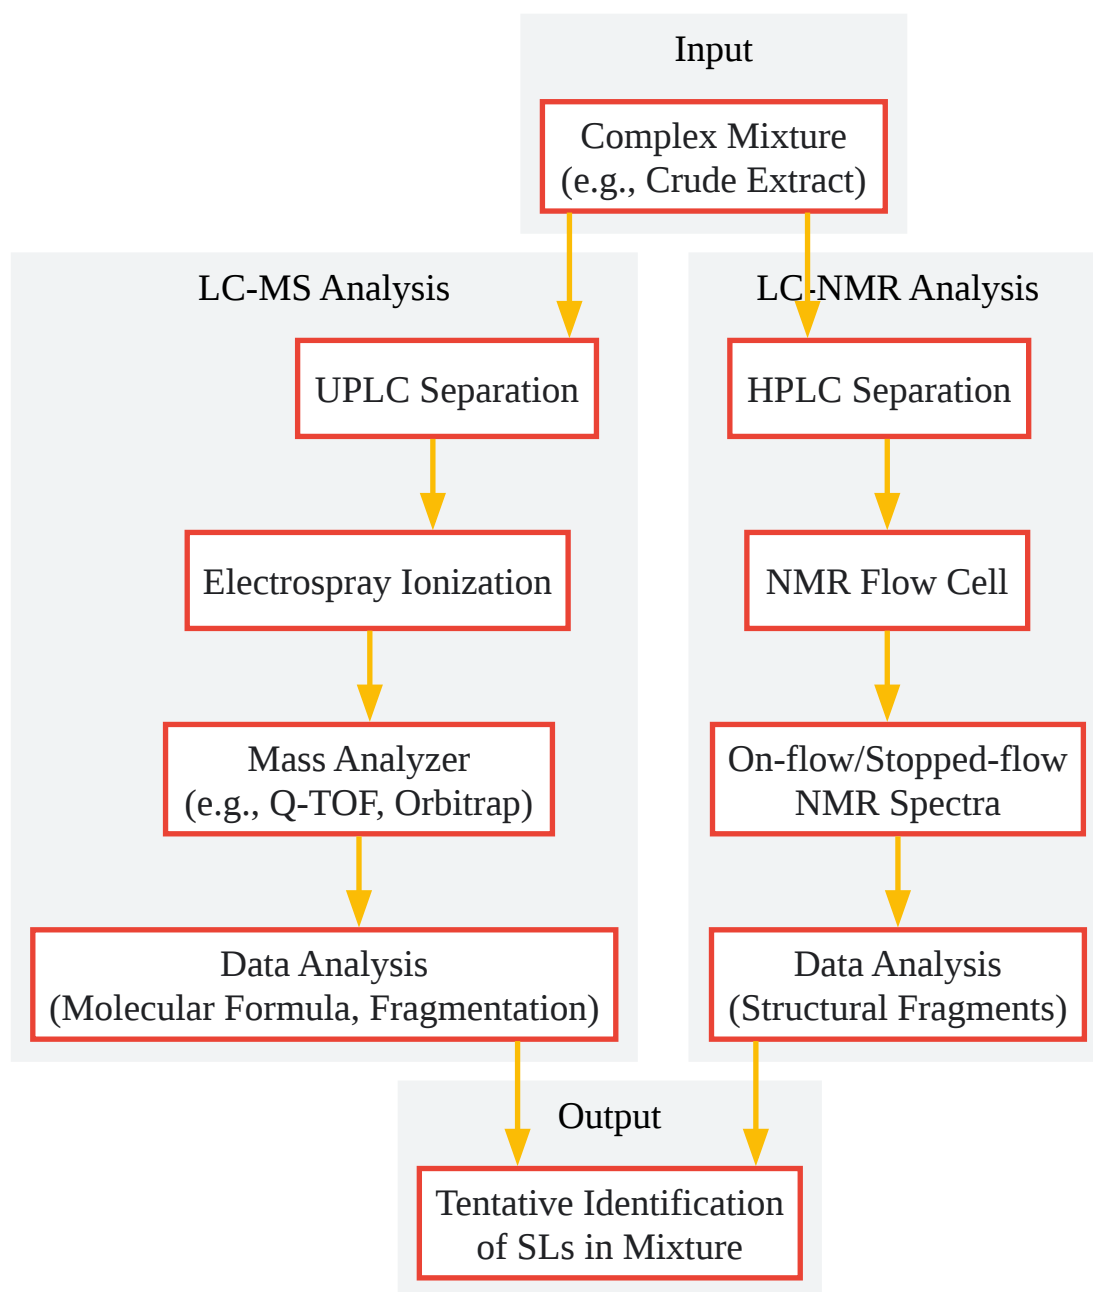 Input
Complex Mixture
(e.g., Crude Extract)
LC-MS Analysis
UPLC Separation
Electrospray Ionization
Mass Analyzer
(e.g., Q-TOF, Orbitrap)
Data Analysis
(Molecular Formula, Fragmentation)
LC-NMR Analysis
HPLC Separation
NMR Flow Cell
On-flow/Stopped-flow
NMR Spectra
Data Analysis
(Structural Fragments)
Output
Tentative Identification
of SLs in Mixture